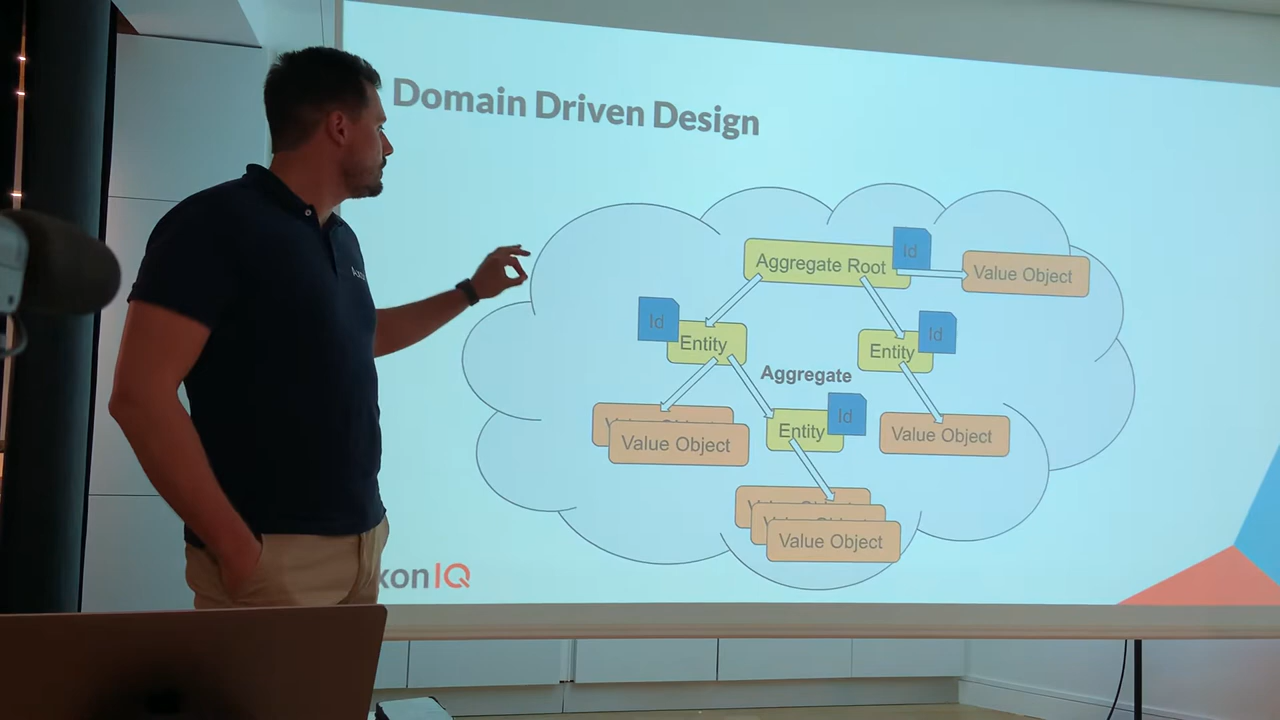 Domain Driven Design
Id
Aggregate Root
Value Object
Id
Entity
Id
Entity
Aggregate
Id
Value Object
Entity
Value Object
Value Object
xonIQ